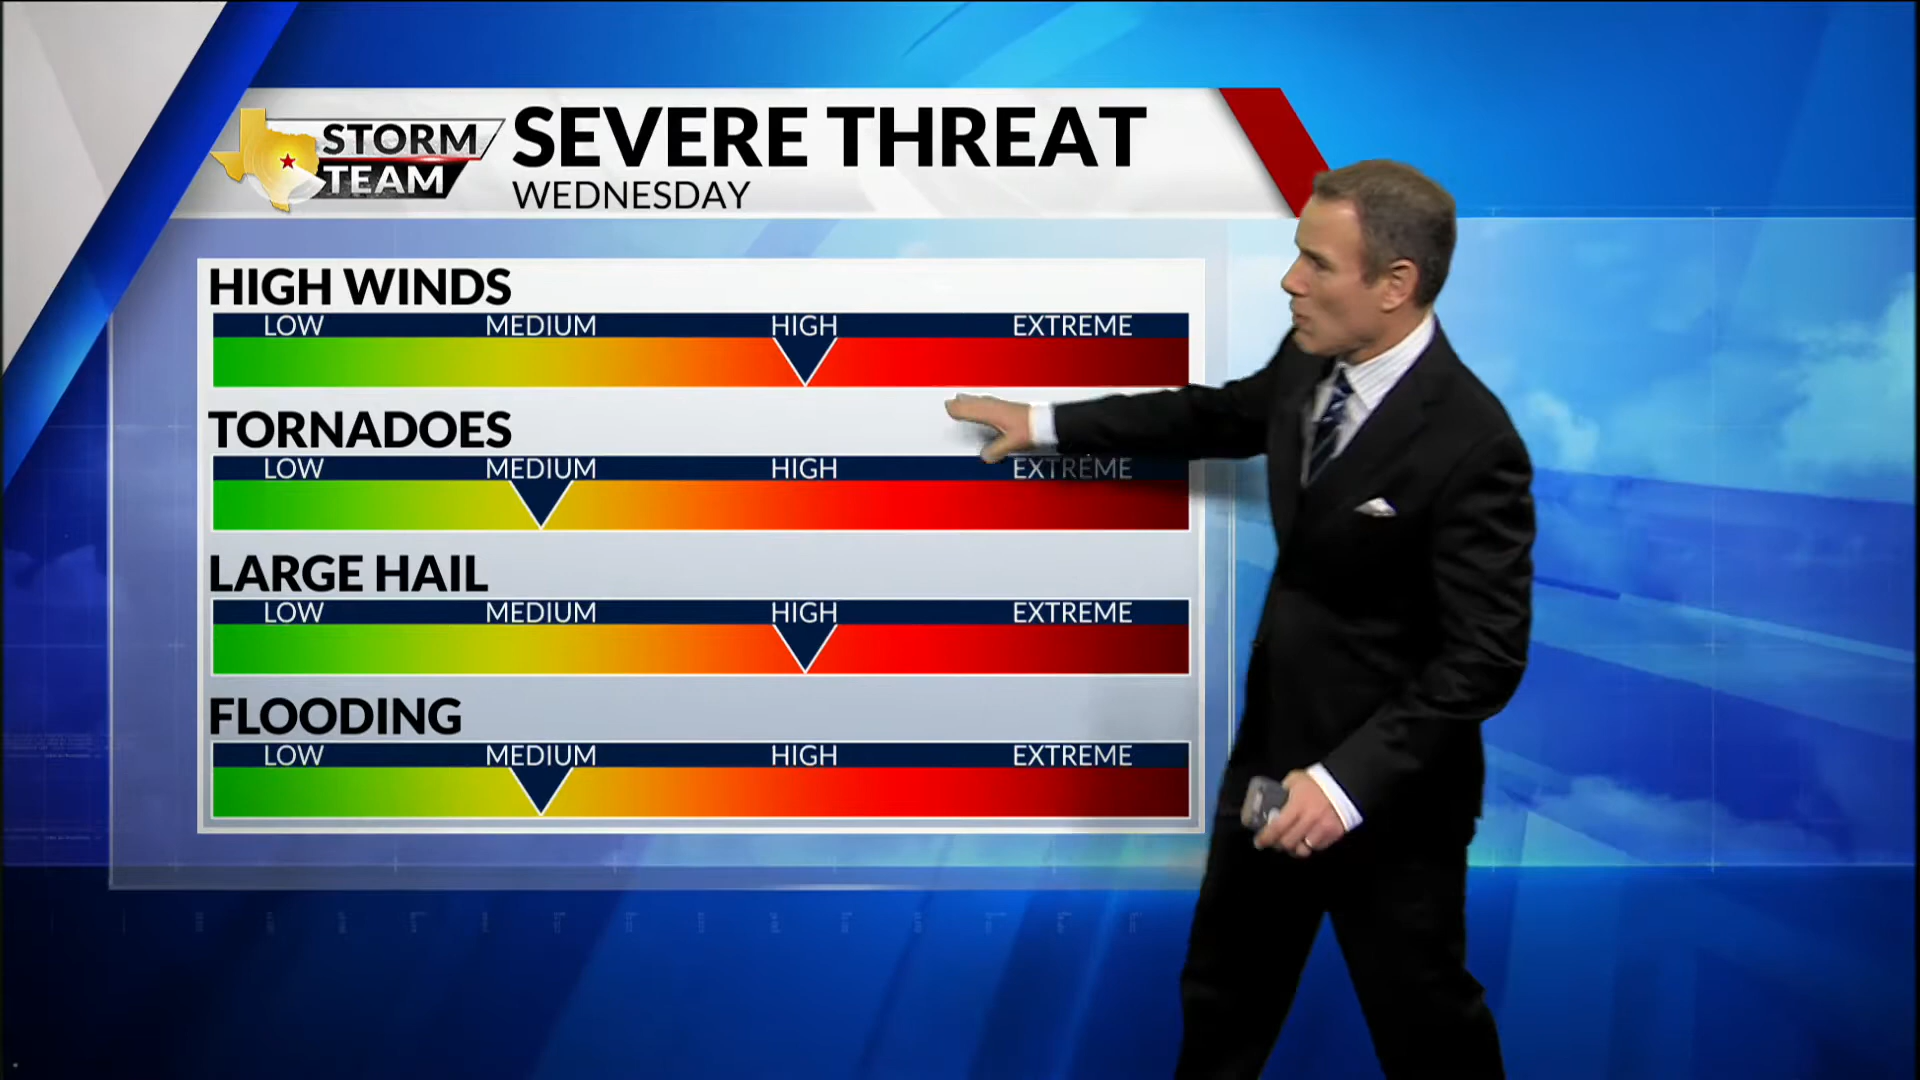 STORM
TEAM
SEVERE THREAT
WEDNESDAY
HIGH WINDS
LOW MEDIUM HIGH EXTREME
TORNADOES
LOW MEDIUM HIGH EXTREME
LARGE HAIL
LOW MEDIUM HIGH EXTREME
FLOODING
LOW MEDIUM HIGH EXTREME